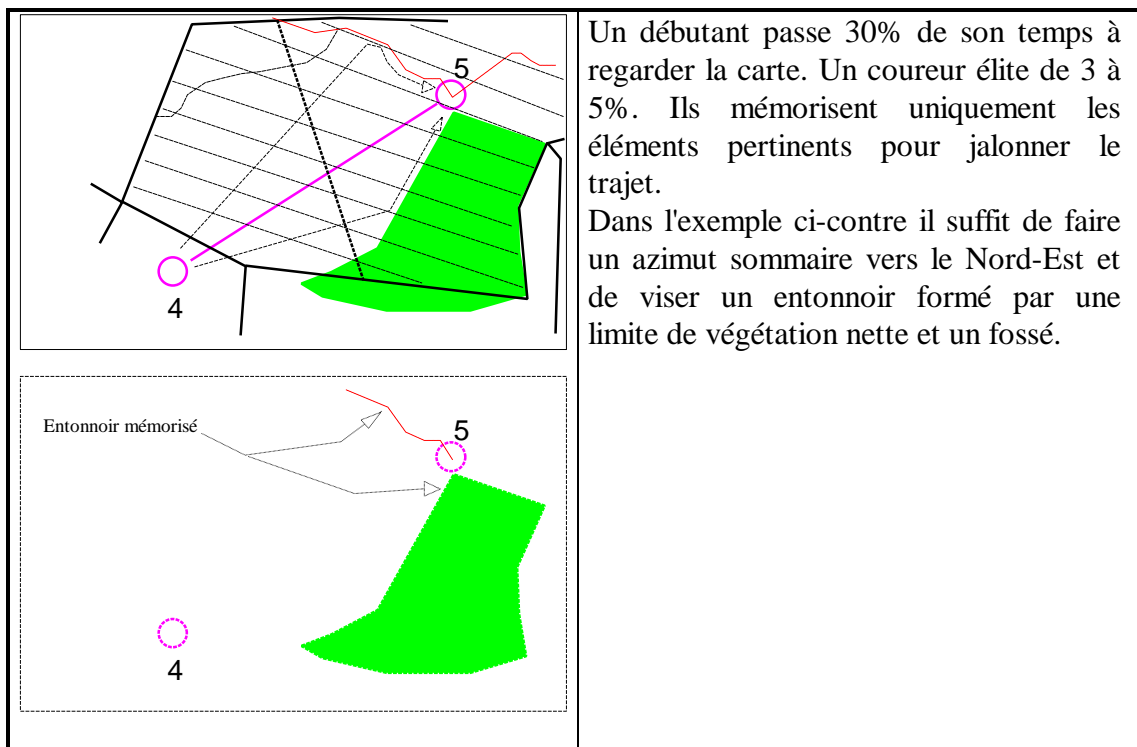 5
4
Entonnoir mémorisé
5
4
Un débutant passe 30% de son temps à
regarder la carte. Un coureur élite de 3 à
5%. Ils mémorisent uniquement les
éléments pertinents pour jalonner le
trajet.
Dans l'exemple ci-contre il suffit de faire
un azimut sommaire vers le Nord-Est et
de viser un entonnoir formé par une
limite de végétation nette et un fossé.